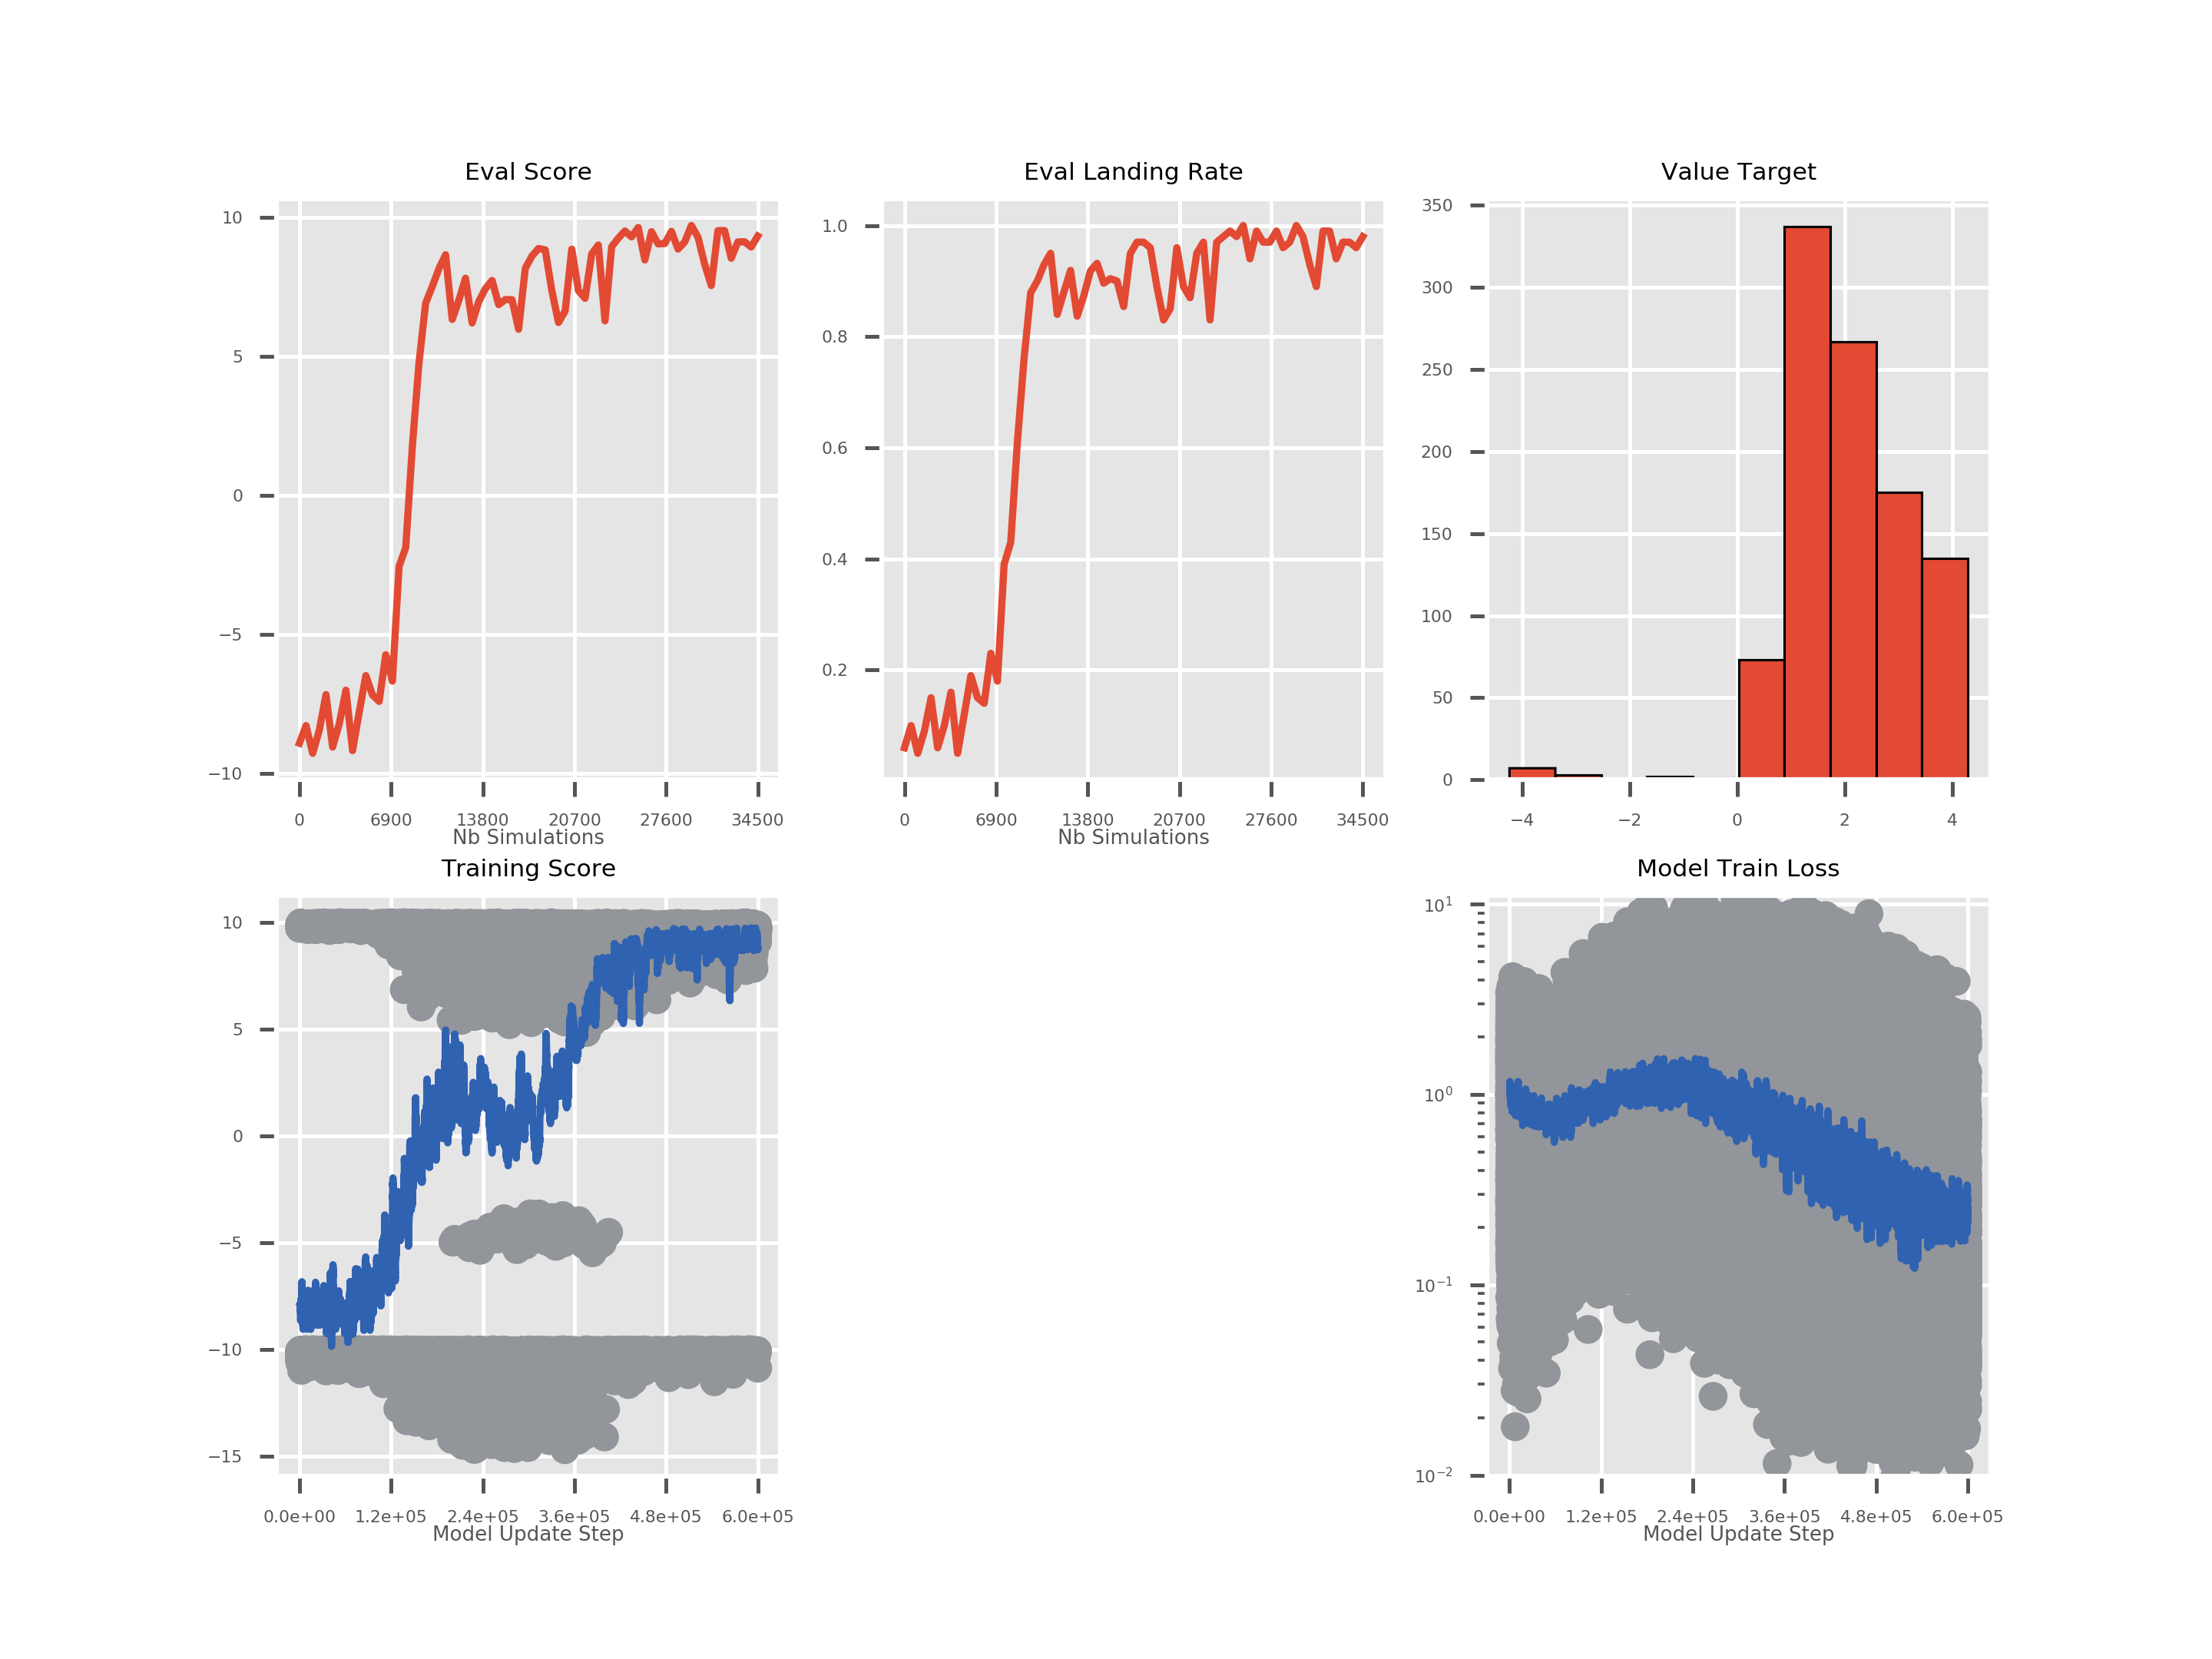 Eval Score
10
5
0
−5
−10
0 6900 13800 20700 27600 34500
Nb Simulations
Eval Landing Rate
1.0
0.8
0.6
0.4
0.2
0 6900 13800 20700 27600 34500
Nb Simulations
Value Target
350
300
250
200
150
100
50
0
−4 −2 0 2 4
Training Score
10
5
0
−5
−10
−15
0.0e+00 1.2e+05 2.4e+05 3.6e+05 4.8e+05 6.0e+05
Model Update Step
Model Train Loss
10¹
10⁰
10⁻¹
10⁻²
0.0e+00 1.2e+05 2.4e+05 3.6e+05 4.8e+05 6.0e+05
Model Update Step